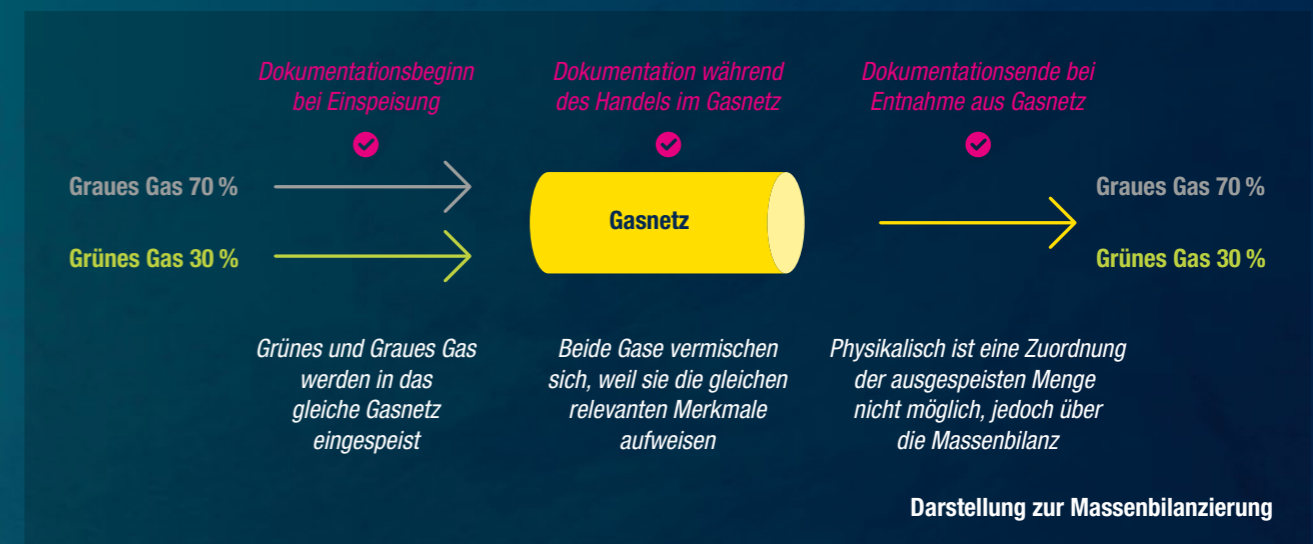 Dokumentationsbeginn
bei Einspeisung
Dokumentation während
des Handels im Gasnetz
Dokumentationsende bei
Entnahme aus Gasnetz
Graues Gas 70 %
Grünes Gas 30 %
Gasnetz
Graues Gas 70 %
Grünes Gas 30 %
Grünes und Graues Gas
werden in das
gleiche Gasnetz
eingespeist
Beide Gase vermischen
sich, weil sie die gleichen
relevanten Merkmale
aufweisen
Physikalisch ist eine Zuordnung
der ausgespeisten Menge
nicht möglich, jedoch über
die Massenbilanz
Darstellung zur Massenbilanzierung